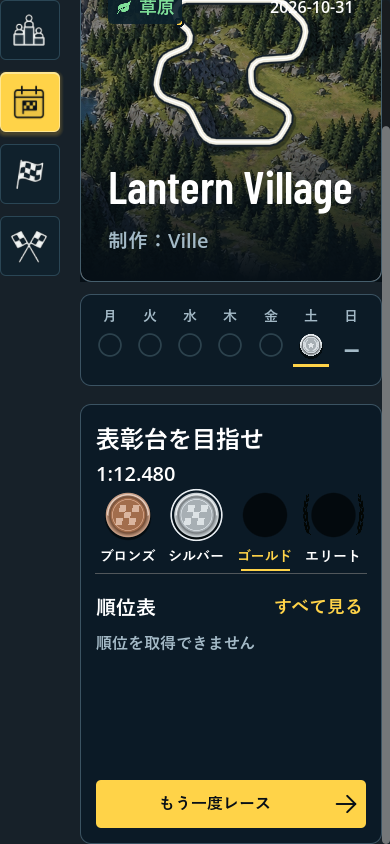 草原 2026-10-31
Lantern Village
制作：Ville
月 火 水 木 金 土 日
表彰台を目指せ
1:12.480
ブロンズ シルバー ゴールド エリート
順位表 すべて見る
順位を取得できません
もう一度レース